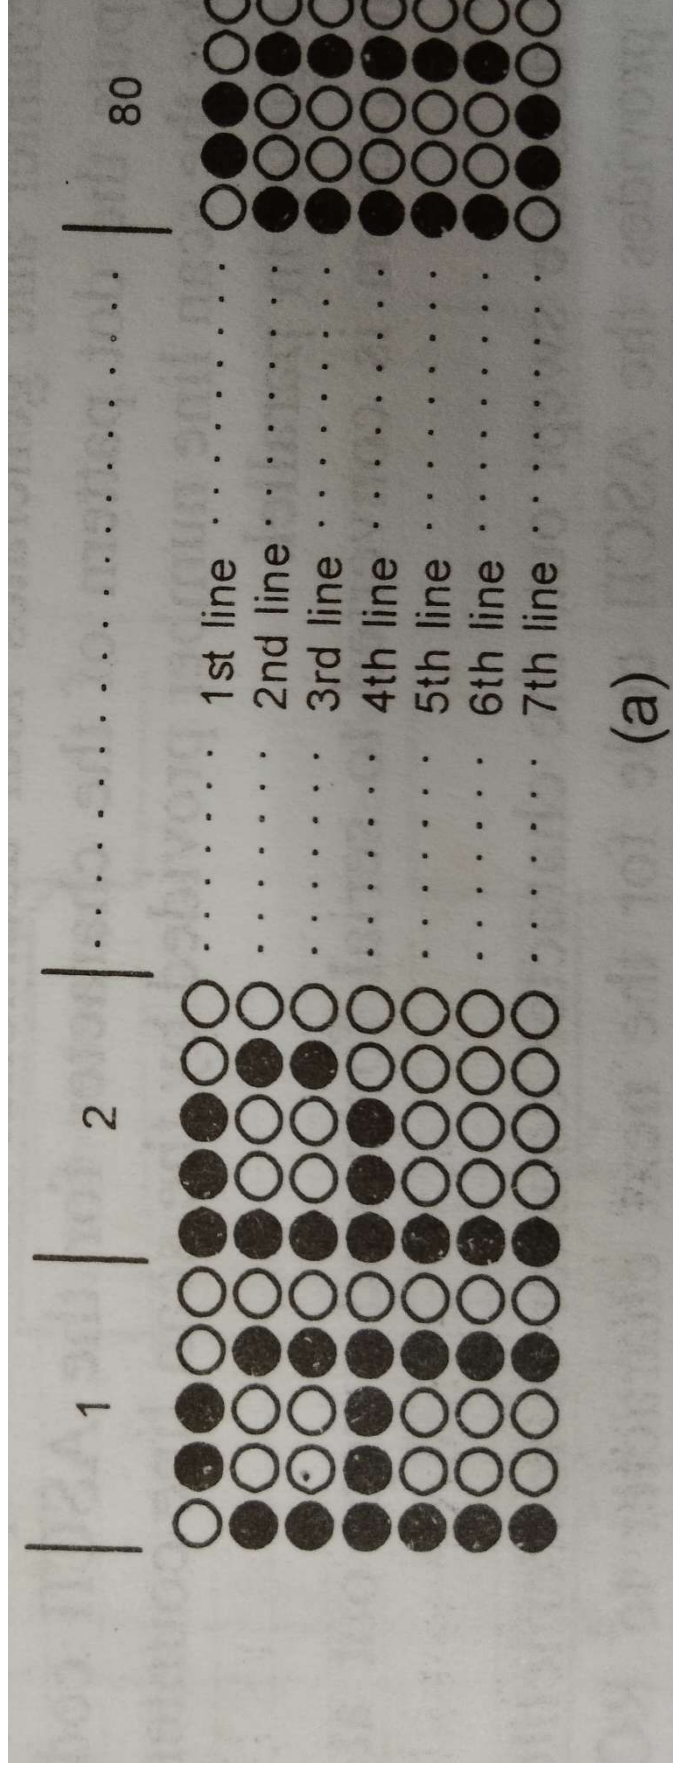 1 2 .................... 80
........ 1st line ..........
........ 2nd line ..........
........ 3rd line ..........
........ 4th line ..........
........ 5th line ..........
........ 6th line ..........
........ 7th line ..........
(a)